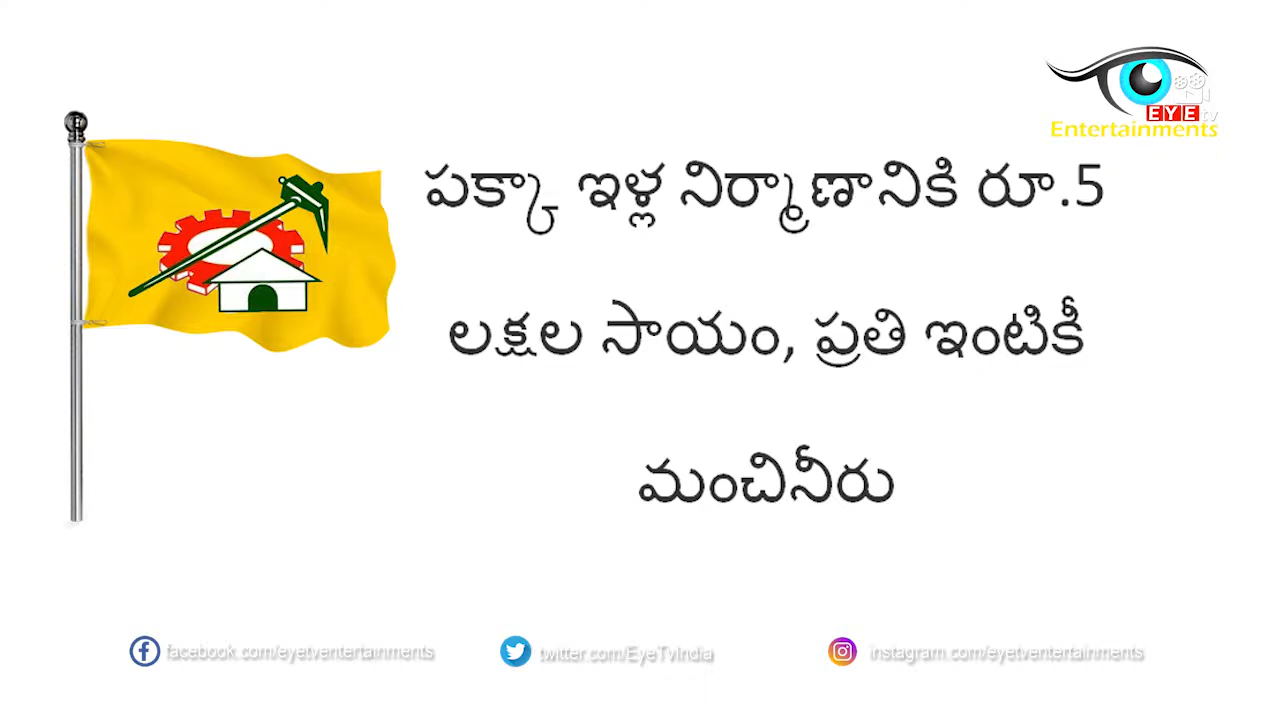 EYE tv
Entertainments
పక్కా ఇళ్ల నిర్మాణానికి రూ.5
లక్షల సాయం, ప్రతి ఇంటికీ
మంచినీరు
facebook.com/eyetventertainments
twitter.com/EyeTvIndia
instagram.com/eyetventertainments